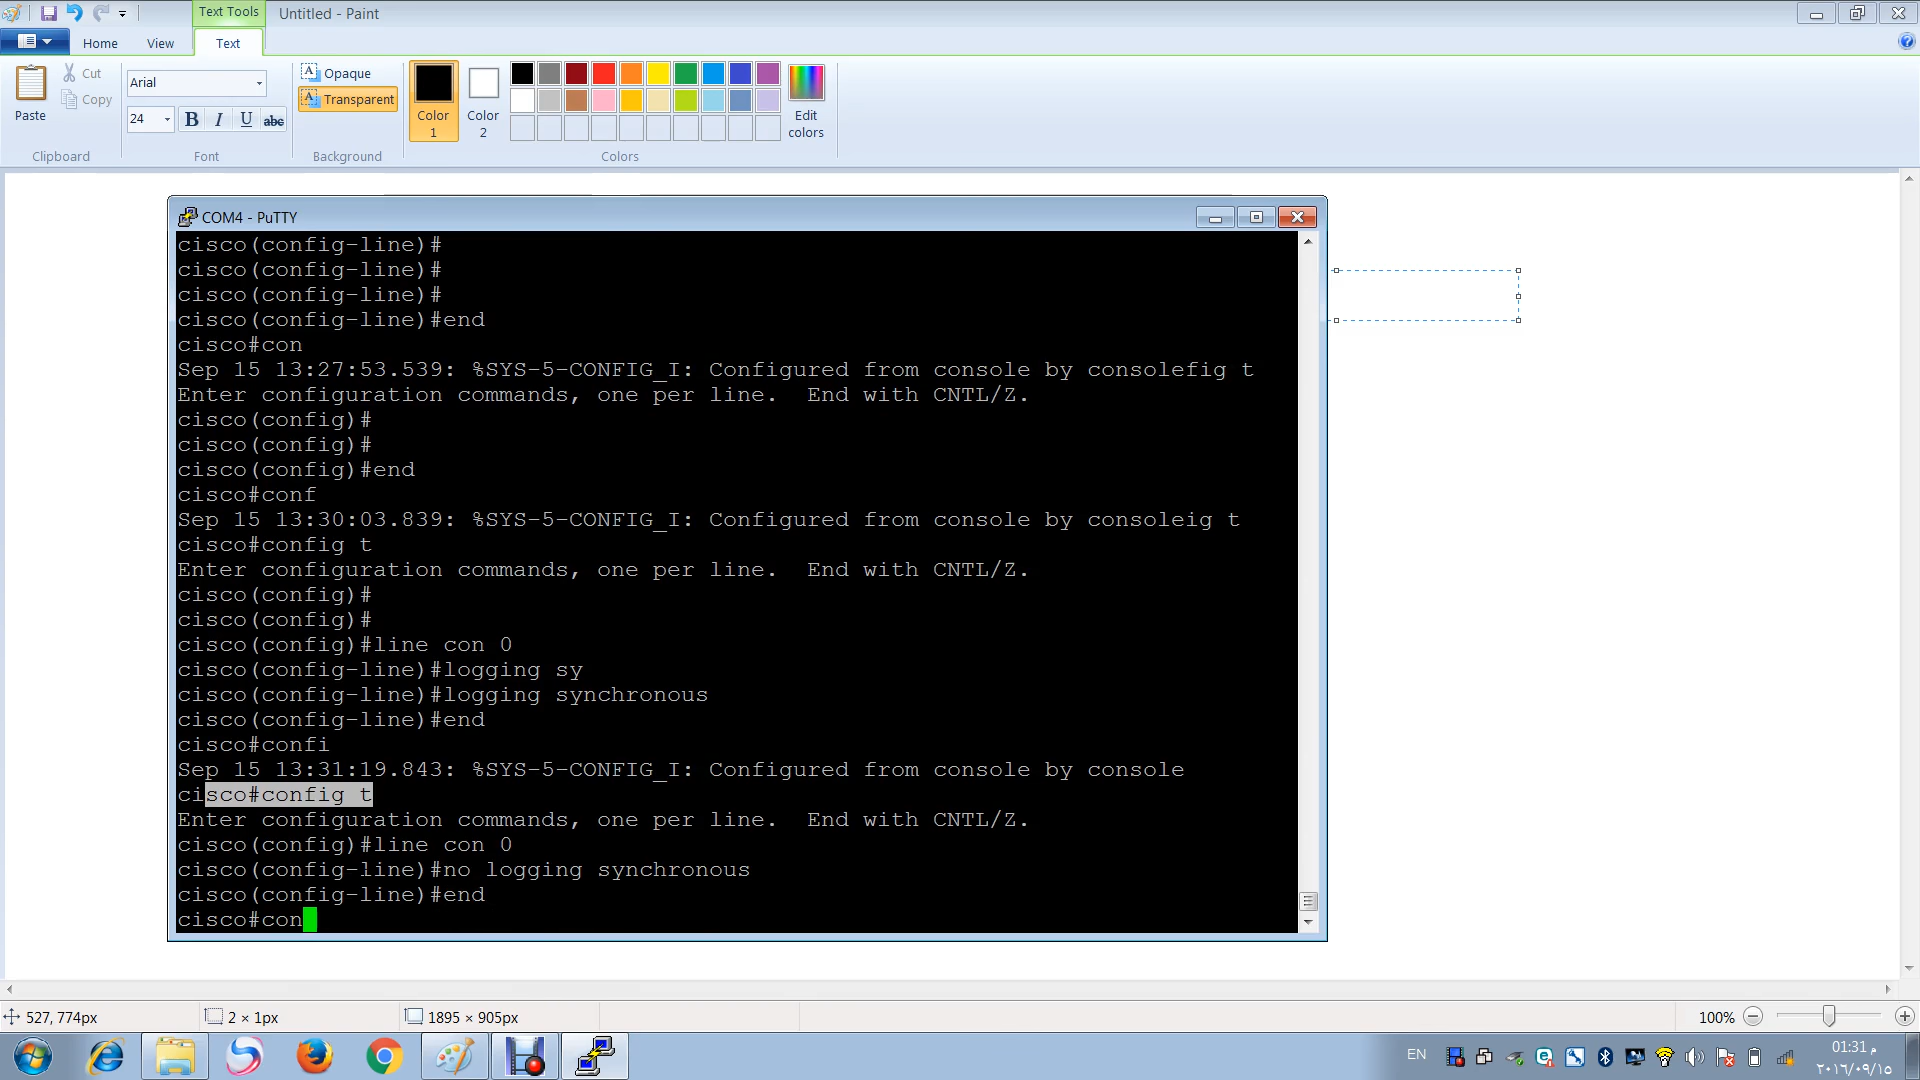 Text Tools
Untitled - Paint
Home
View
Text
Paste
Cut
Copy
Clipboard
Arial
24
B I U abc
Font
Opaque
Transparent
Background
Color 1
Color 2
Edit colors
Colors
COM4 - PuTTY
cisco(config-line)#
cisco(config-line)#
cisco(config-line)#
cisco(config-line)#end
cisco#con
Sep 15 13:27:53.539: %SYS-5-CONFIG_I: Configured from console by consolefig t
Enter configuration commands, one per line.  End with CNTL/Z.
cisco(config)#
cisco(config)#
cisco(config)#end
cisco#conf
Sep 15 13:30:03.839: %SYS-5-CONFIG_I: Configured from console by consoleig t
cisco#config t
Enter configuration commands, one per line.  End with CNTL/Z.
cisco(config)#
cisco(config)#
cisco(config)#line con 0
cisco(config-line)#logging sy
cisco(config-line)#logging synchronous
cisco(config-line)#end
cisco#confi
Sep 15 13:31:19.843: %SYS-5-CONFIG_I: Configured from console by console
cisco#config t
Enter configuration commands, one per line.  End with CNTL/Z.
cisco(config)#line con 0
cisco(config-line)#no logging synchronous
cisco(config-line)#end
cisco#con
527, 774px
2 × 1px
1895 × 905px
100%
EN
01:31 م
٢٠١٦/٠٩/١٥